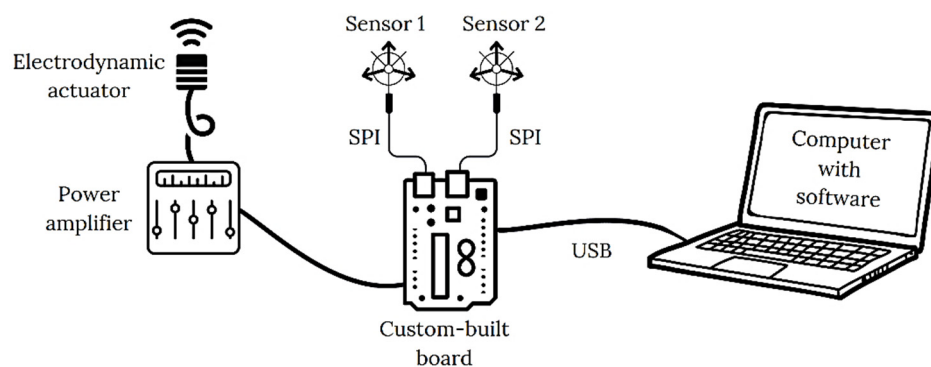 Sensor 1
Sensor 2
Electrodynamic
actuator
SPI
SPI
Computer
with
software
Power
amplifier
USB
Custom-built
board